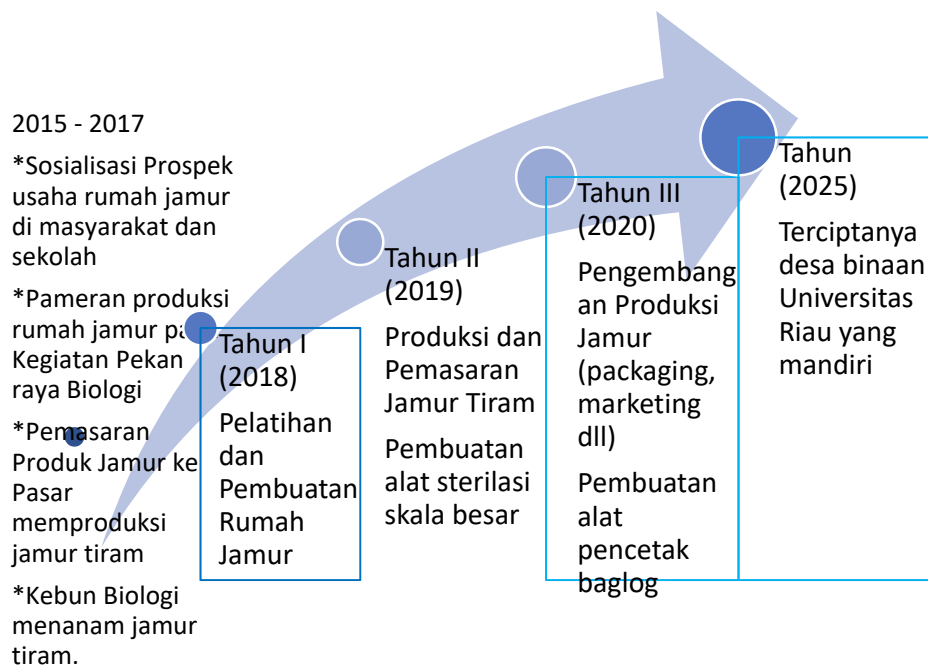 2015 - 2017
*Sosialisasi Prospek
usaha rumah jamur
di masyarakat dan
sekolah
*Pameran produksi
rumah jamur pa
Kegiatan Pekan
raya Biologi
*Pemasaran
Produk Jamur ke
Pasar
memproduksi
jamur tiram
*Kebun Biologi
menanam jamur
tiram.
Tahun I
(2018)
Pelatihan
dan
Pembuatan
Rumah
Jamur
Tahun II
(2019)
Produksi dan
Pemasaran
Jamur Tiram
Pembuatan
alat sterilasi
skala besar
Tahun III
(2020)
Pengembang
an Produksi
Jamur
(packaging,
marketing
dll)
Pembuatan
alat
pencetak
baglog
Tahun
(2025)
Terciptanya
desa binaan
Universitas
Riau yang
mandiri